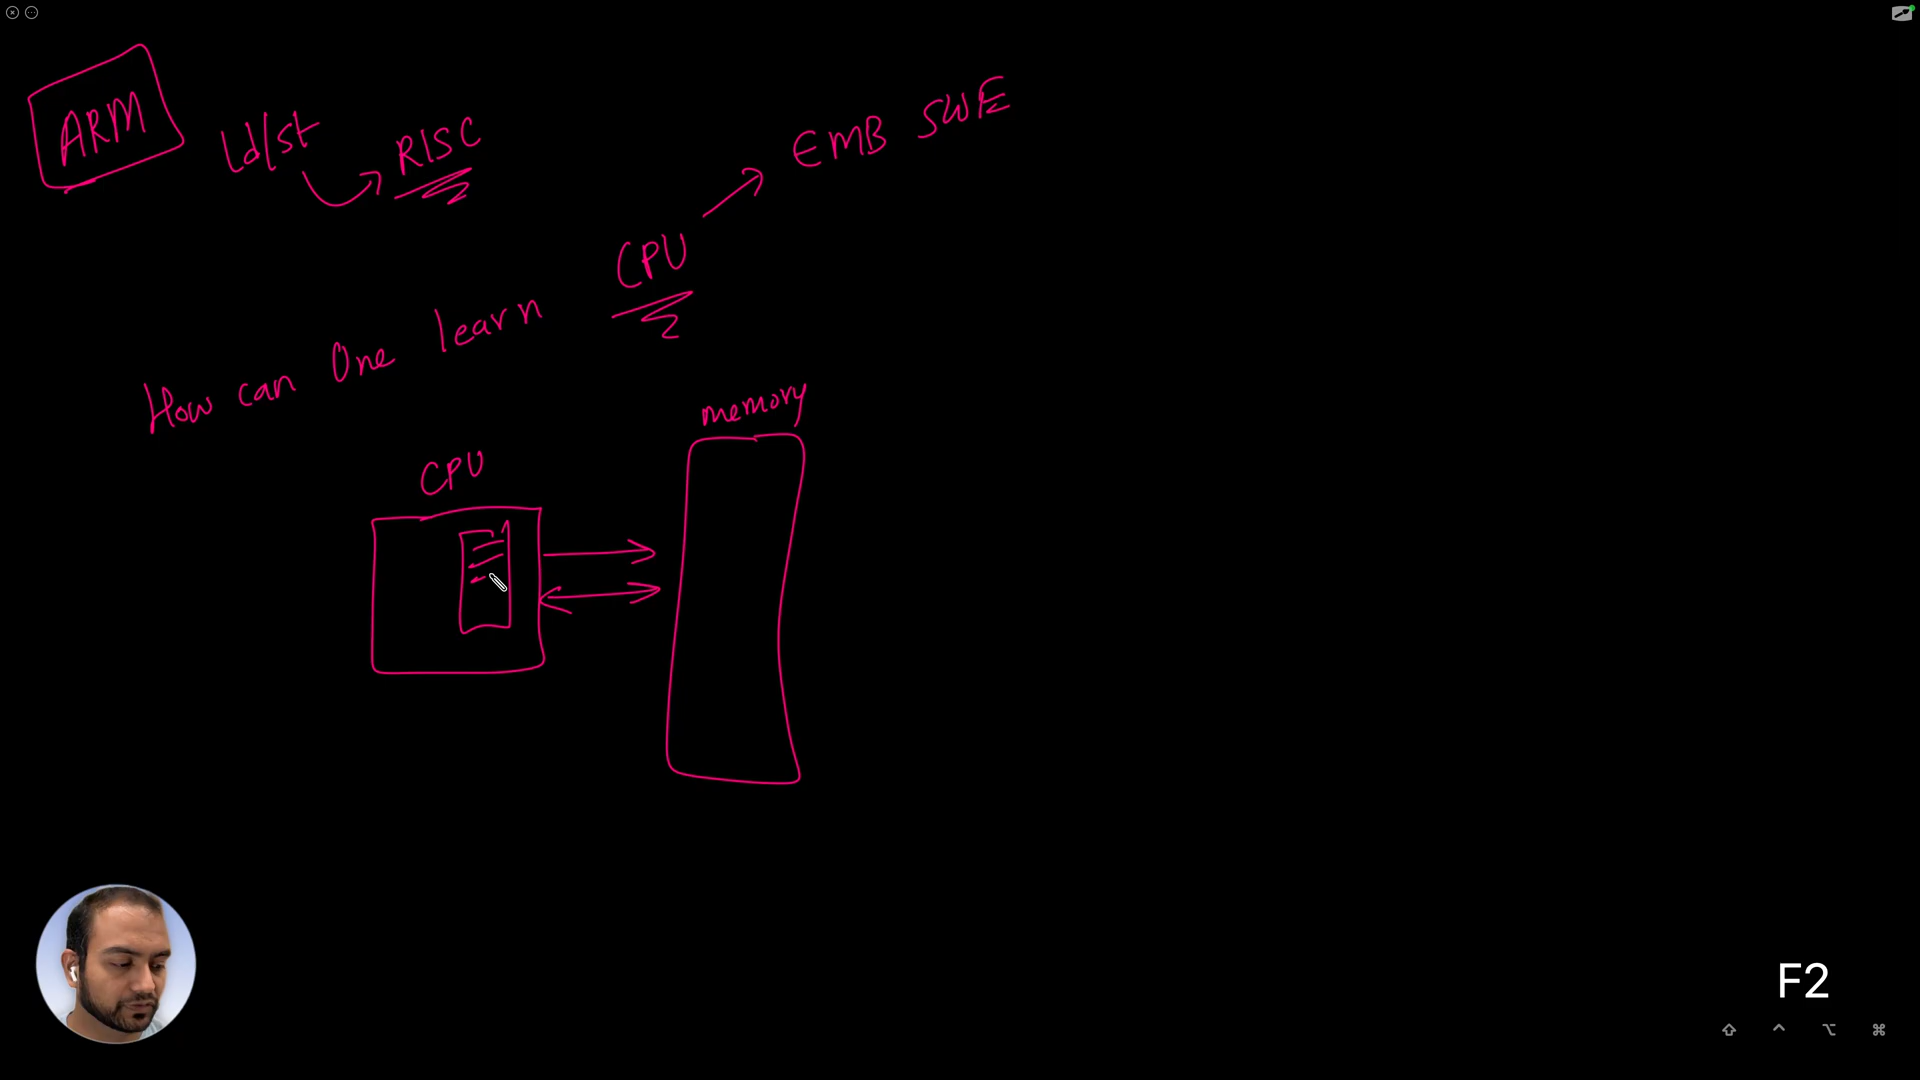 ARM
ld/st
RISC
EMB SWE
How can One learn CPU
memory
CPU
F2